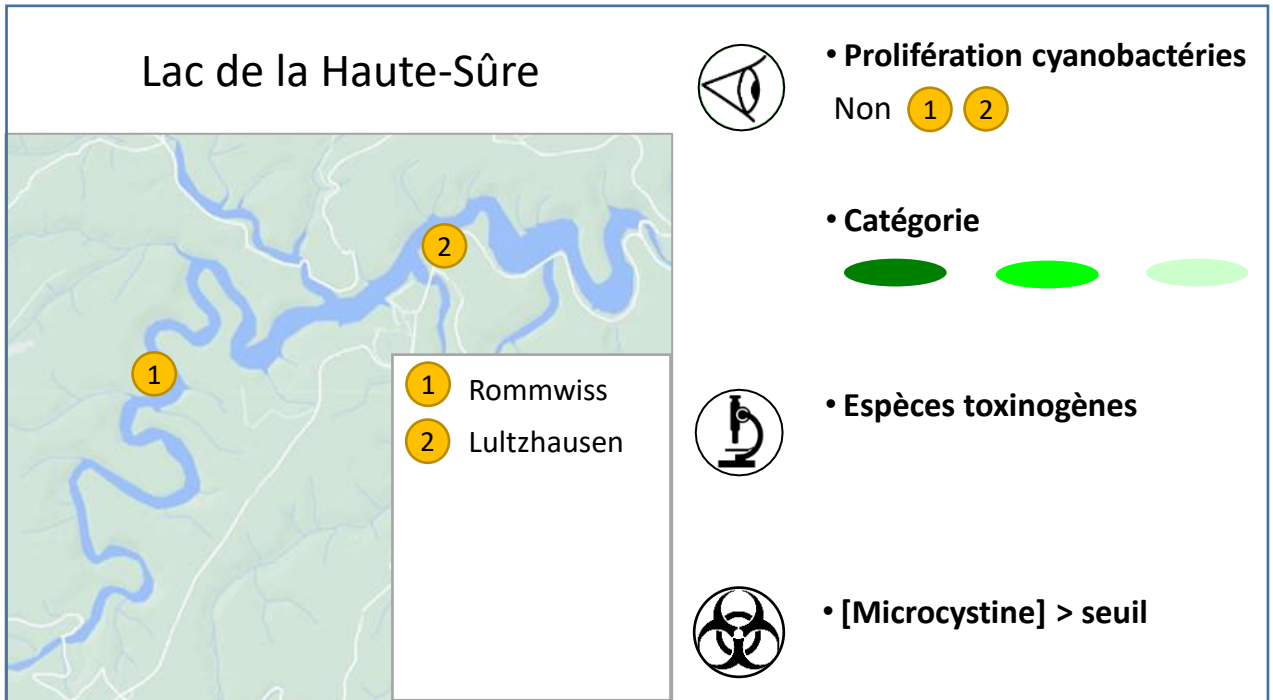 Lac de la Haute-Sûre
2
1
1 Rommwiss
2 Lultzhausen
• Prolifération cyanobactéries
Non 1 2
• Catégorie
• Espèces toxinogènes
• [Microcystine] > seuil